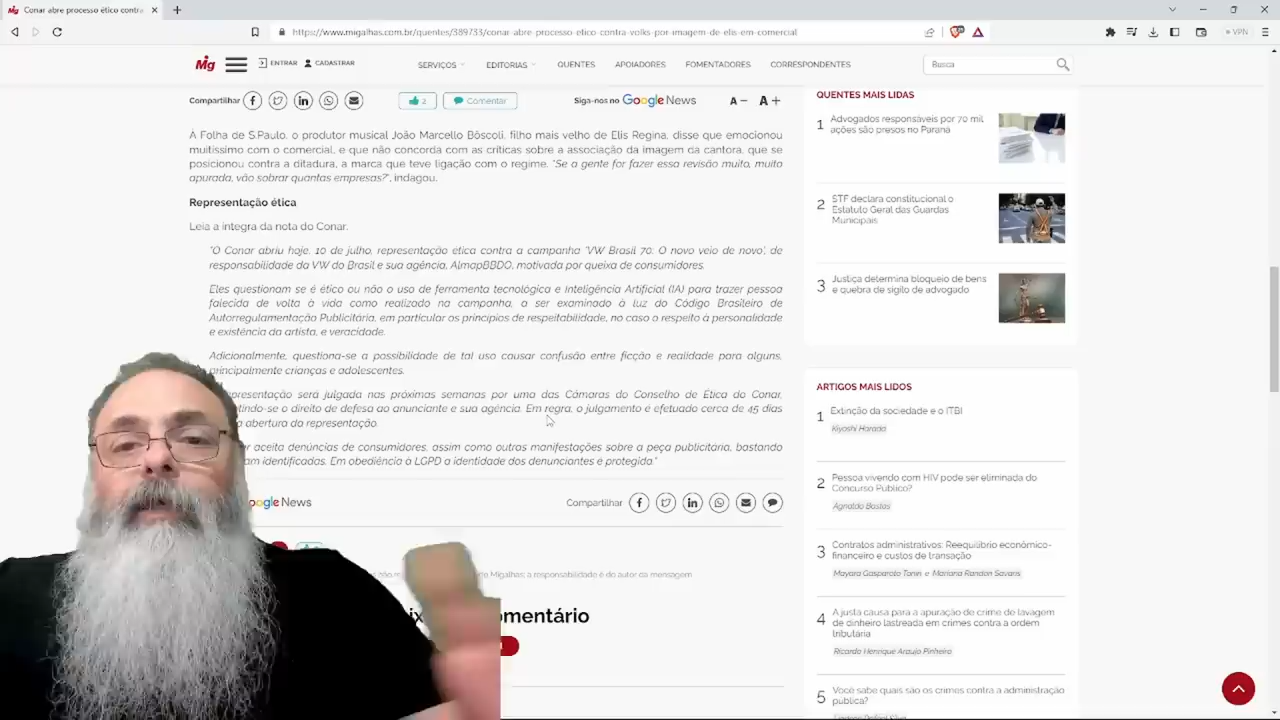 Conar abre processo ético contra
https://www.migalhas.com.br/quentes/389733/conar-abre-processo-etico-contra-volks-por-imagem-de-elis-em-comercial
VPN
Mig
ENTRAR
CADASTRAR
SERVIÇOS
EDITORIAS
QUENTES
APOIADORES
FOMENTADORES
CORRESPONDENTES
Busca
Compartilhar
2
Comentar
Siga-nos no Google News
A−
A+
A Folha de S.Paulo, o produtor musical João Marcello Bôscoli, filho mais velho de Elis Regina, disse que emocionou
muitíssimo com o comercial, e que não concorda com as críticas sobre a associação da imagem da cantora, que se
posicionou contra a ditadura, a marca que teve ligação com o regime. "Se a gente for fazer essa revisão muito, muito
apurada, vão sobrar quantas empresas?", indagou.
Representação ética
Leia a íntegra da nota do Conar.
"O Conar abriu hoje, 10 de julho, representação ética contra a campanha "VW Brasil 70: O novo veio de novo", de
responsabilidade da VW do Brasil e sua agência, AlmapBBDO, motivada por queixa de consumidores.
Eles questionam se é ético ou não o uso de ferramenta tecnológica e Inteligência Artificial (IA) para trazer pessoa
falecida de volta à vida como realizado na campanha, a ser examinado à luz do Código Brasileiro de
Autorregulamentação Publicitária, em particular os princípios de respeitabilidade, no caso o respeito à personalidade
e existência da artista, e veracidade.
Adicionalmente, questiona-se a possibilidade de tal uso causar confusão entre ficção e realidade para alguns,
principalmente crianças e adolescentes.
representação será julgada nas próximas semanas por uma das Câmaras do Conselho de Ética do Conar,
o direito de defesa ao anunciante e sua agência. Em regra, o julgamento é efetuado cerca de 45 dias
abertura da representação.
aceita denúncias de consumidores, assim como outras manifestações sobre a peça publicitária, bastando
identificadas. Em obediência à LGPD a identidade dos denunciantes é protegida."
News
Compartilhar
Migalhas; a responsabilidade é do autor da mensagem
QUENTES MAIS LIDAS
1 Advogados responsáveis por 70 mil
ações são presos no Paraná
2 STF declara constitucional o
Estatuto Geral das Guardas
Municipais
3 Justiça determina bloqueio de bens
e quebra de sigilo de advogado
ARTIGOS MAIS LIDOS
1 Extinção da sociedade e o ITBI
Kiyoshi Harada
2 Pessoa vivendo com HIV pode ser eliminada do
Concurso Público?
Agnaldo Bastos
3 Contratos administrativos: Reequilíbrio econômico-
financeiro e custos de transação
Mayara Gasparoto Tonin e Mariana Randon Savaris
4 A justa causa para a apuração de crime de lavagem
de dinheiro lastreada em crimes contra a ordem
tributária
Ricardo Henrique Araujo Pinheiro
5 Você sabe quais são os crimes contra a administração
pública?